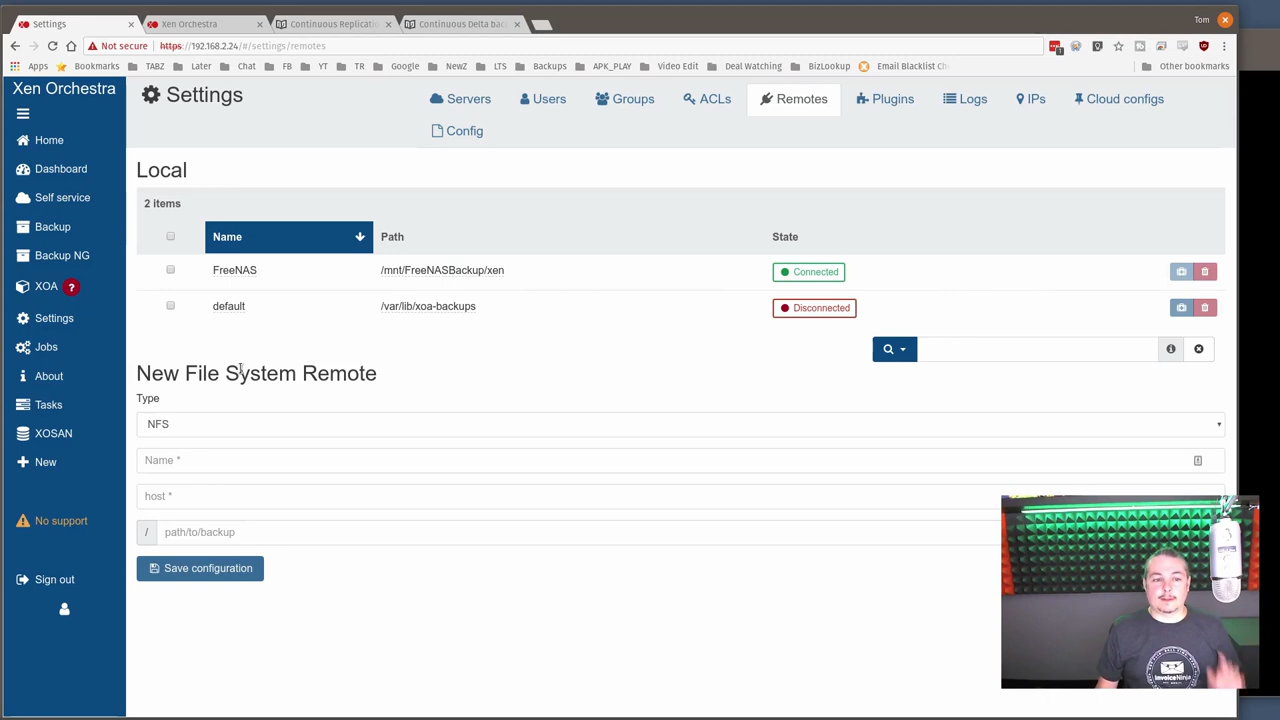 Settings
Xen Orchestra
Continuous Replicatio
Continuous Delta bac
Tom
Not secure
https://192.168.2.24/#/settings/remotes
Apps
Bookmarks
TABZ
Later
Chat
FB
YT
TR
Google
NewZ
LTS
Backups
APK_PLAY
Video Edit
Deal Watching
BizLookup
Email Blacklist Che
Other bookmarks
Xen Orchestra
Home
Dashboard
Self service
Backup
Backup NG
XOA ?
Settings
Jobs
About
Tasks
XOSAN
New
No support
Sign out
Settings
Servers
Users
Groups
ACLs
Remotes
Plugins
Logs
IPs
Cloud configs
Config
Local
2 items
Name Path State
FreeNAS /mnt/FreeNASBackup/xen Connected
default /var/lib/xoa-backups Disconnected
New File System Remote
Type
NFS
Name *
host *
/ path/to/backup
Save configuration
invoiceNinja